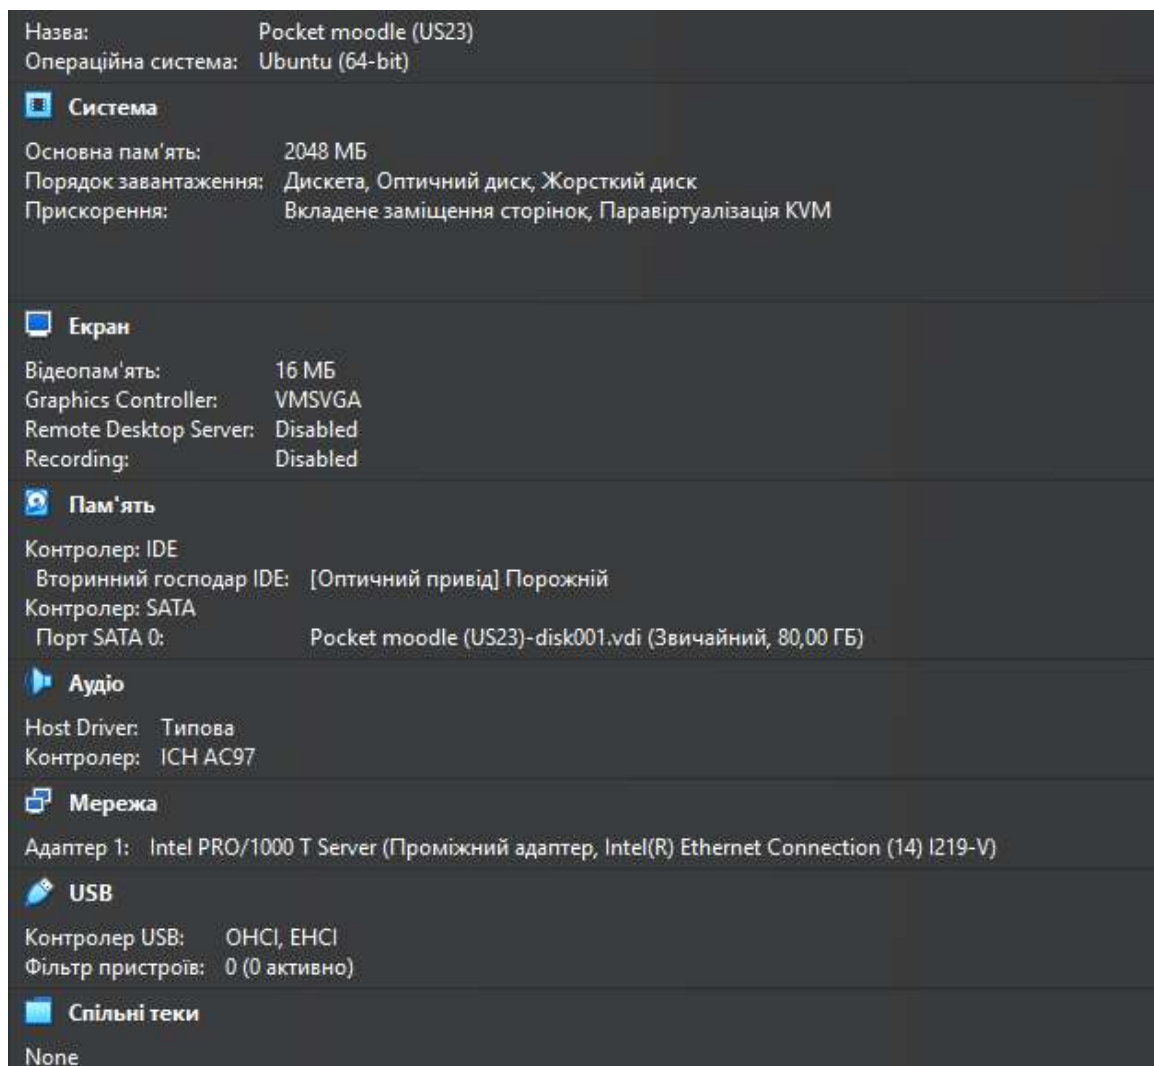 Назва: Pocket moodle (US23)
Операційна система: Ubuntu (64-bit)
Система
Основна пам'ять: 2048 МБ
Порядок завантаження: Дискета, Оптичний диск, Жорсткий диск
Прискорення: Вкладене заміщення сторінок, Паравіртуалізація KVM
Екран
Відеопам'ять: 16 МБ
Graphics Controller: VMSVGA
Remote Desktop Server: Disabled
Recording: Disabled
Пам'ять
Контролер: IDE
Вторинний господар IDE: [Оптичний привід] Порожній
Контролер: SATA
Порт SATA 0: Pocket moodle (US23)-disk001.vdi (Звичайний, 80,00 ГБ)
Аудіо
Host Driver: Типова
Контролер: ICH AC97
Мережа
Адаптер 1: Intel PRO/1000 T Server (Проміжний адаптер, Intel(R) Ethernet Connection (14) I219-V)
USB
Контролер USB: OHCI, EHCI
Фільтр пристроїв: 0 (0 активно)
Спільні теки
None